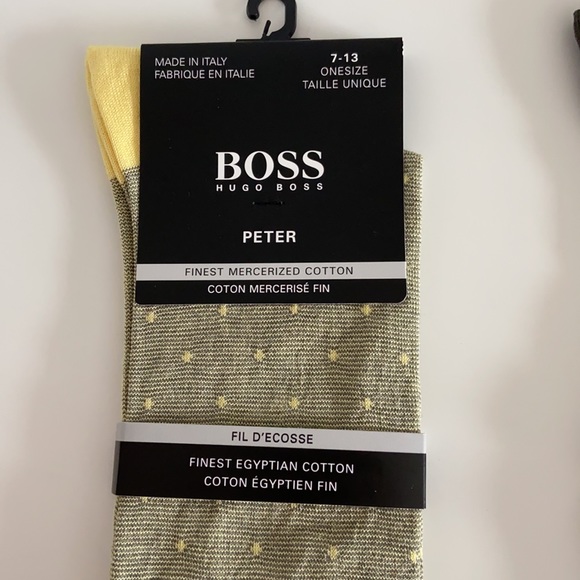 MADE IN ITALY
FABRIQUE EN ITALIE
7-13
ONESIZE
TAILLE UNIQUE
BOSS
HUGO BOSS
PETER
FINEST MERCERIZED COTTON
COTON MERCERISÉ FIN
FIL D'ECOSSE
FINEST EGYPTIAN COTTON
COTON ÉGYPTIEN FIN